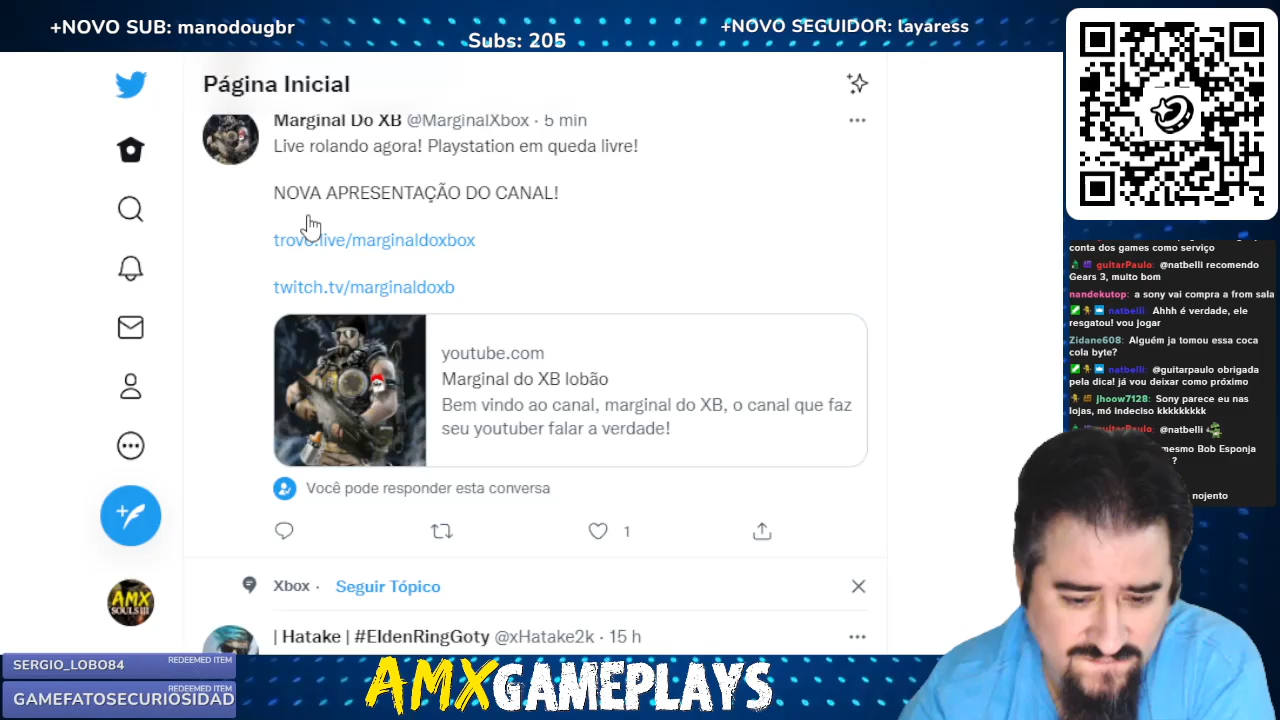 +NOVO SUB: manodougbr
Subs: 205
+NOVO SEGUIDOR: layaress
Página Inicial
Marginal Do XB @MarginalXbox · 5 min
Live rolando agora! Playstation em queda livre!
NOVA APRESENTAÇÃO DO CANAL!
trovo.live/marginaldoxbox
twitch.tv/marginaldoxb
youtube.com
Marginal do XB lobão
Bem vindo ao canal, marginal do XB, o canal que faz
seu youtuber falar a verdade!
Você pode responder esta conversa
1
Xbox · Seguir Tópico
| Hatake | #EldenRingGoty @xHatake2k · 15 h
conta dos games como serviço
guitarPaulo: @natbelli recomendo
Gears 3, muito bom
nandekutop: a sony vai compra a from sala
natbelli: Ahhh é verdade, ele
resgatou! vou jogar
Zidane608: Alguém ja tomou essa coca
cola byte?
natbelli: @guitarpaulo obrigada
pela dica! já vou deixar como próximo
jhoow7128: Sony parece eu nas
lojas, mó indeciso kkkkkkkkk
guitarPaulo: @natbelli
mesmo Bob Esponja
?
nojento
SERGIO_LOBO84 REDEEMED ITEM
GAMEFATOSECURIOSIDAD REDEEMED ITEM
AMX SOULS III
AMXGAMEPLAYS